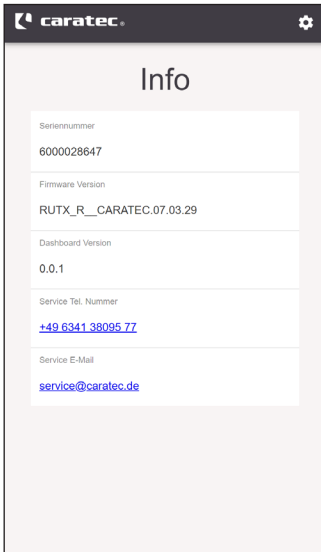 caratec®
Info
Seriennummer
6000028647
Firmware Version
RUTX_R__CARATEC.07.03.29
Dashboard Version
0.0.1
Service Tel. Nummer
+49 6341 38095 77
Service E-Mail
service@caratec.de